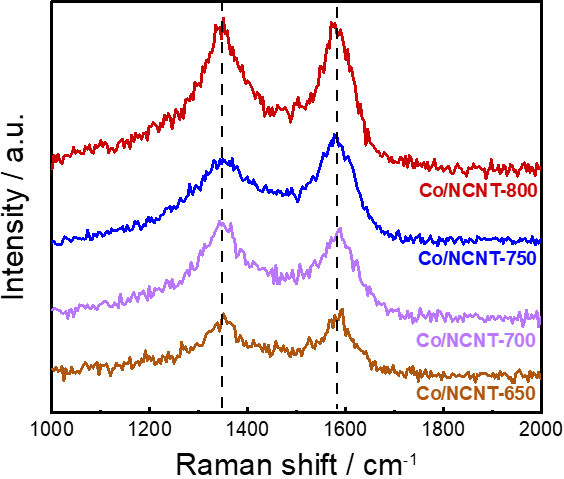 Intensity / a.u.
Co/NCNT-800
Co/NCNT-750
Co/NCNT-700
Co/NCNT-650
1000 1200 1400 1600 1800 2000
Raman shift / cm-1